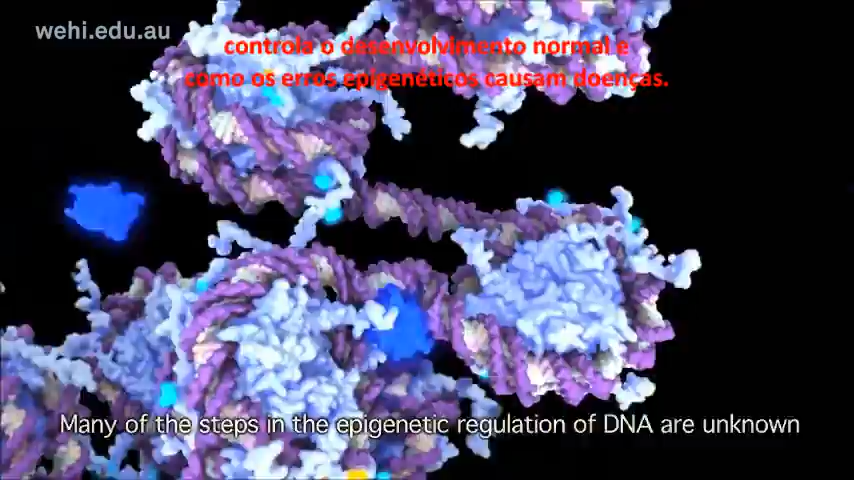 wehi.edu.au
controla o desenvolvimento normal e
como os erros epigenéticos causam doenças.
Many of the steps in the epigenetic regulation of DNA are unknown